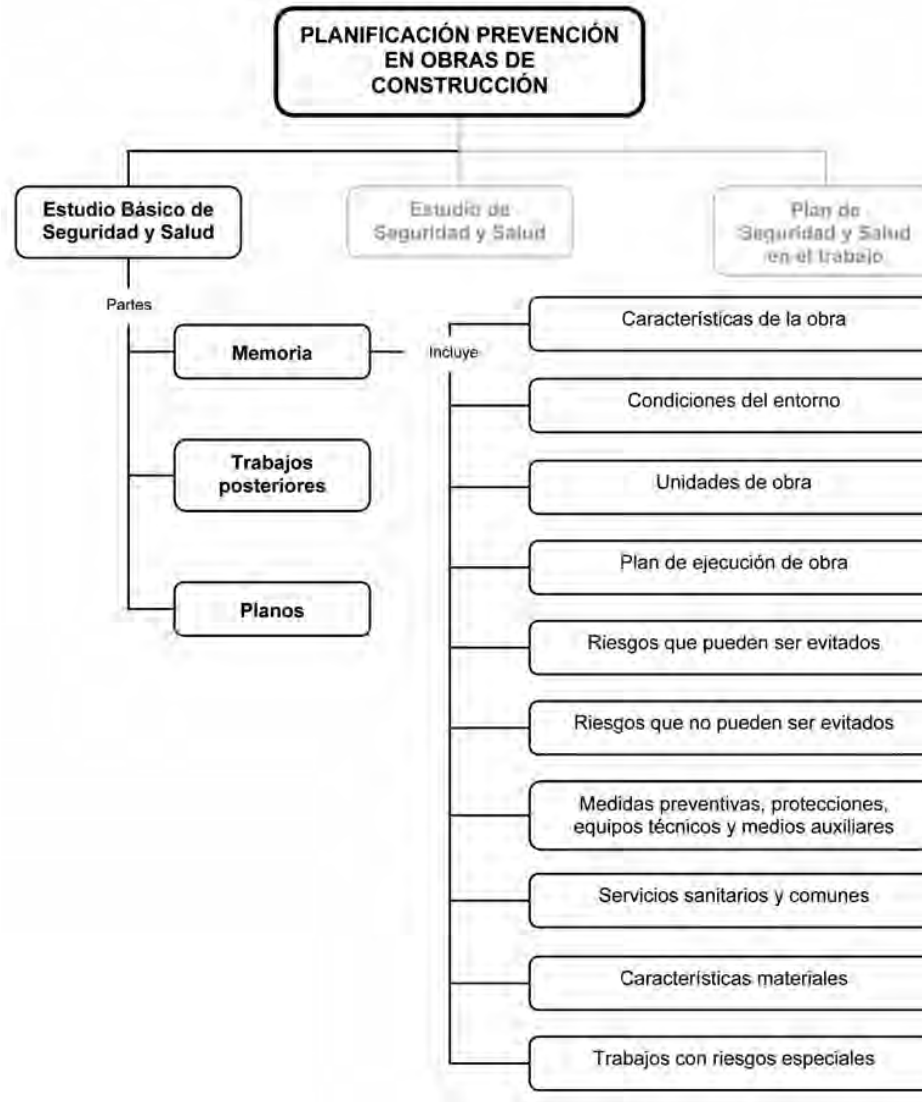 PLANIFICACIÓN PREVENCIÓN
EN OBRAS DE
CONSTRUCCIÓN
Estudio Básico de
Seguridad y Salud
Estudio de
Seguridad y Salud
Plan de
Seguridad y Salud
en el trabajo
Partes
Memoria
Incluye
Trabajos
posteriores
Planos
Características de la obra
Condiciones del entorno
Unidades de obra
Plan de ejecución de obra
Riesgos que pueden ser evitados
Riesgos que no pueden ser evitados
Medidas preventivas, protecciones,
equipos técnicos y medios auxiliares
Servicios sanitarios y comunes
Características materiales
Trabajos con riesgos especiales